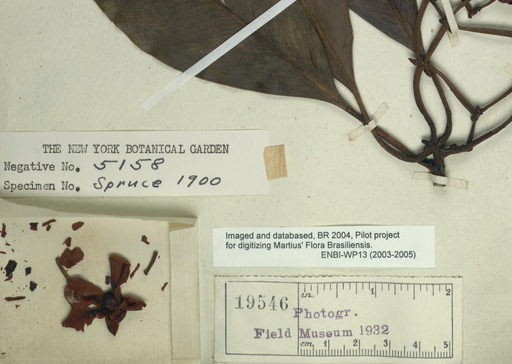 THE NEW YORK BOTANICAL GARDEN
Negative No. 5158
Specimen No. Spruce 1900
Imaged and databased, BR 2004, Pilot project
for digitizing Martius' Flora Brasiliensis.
ENBI-WP13 (2003-2005)
19546
in. 1 2
Photogr.
Field Museum 1932
cm. 1 2 3 4 5